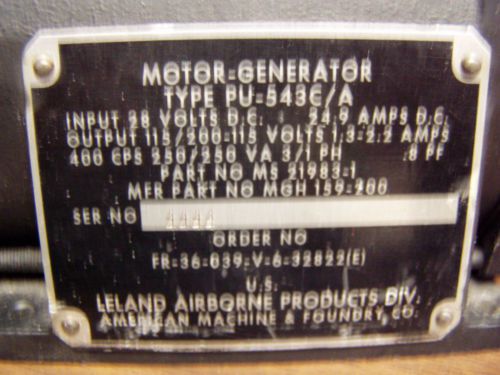 MOTOR-GENERATOR
TYPE PU-543C/A
INPUT 28 VOLTS D.C. 24.9 AMPS D.C.
OUTPUT 115/200-115 VOLTS 1.3-2.2 AMPS
400 CPS 250/250 VA 3/1 PH .8 PF
PART NO MS 21983-1
MFR PART NO MGH 159-200
SER NO 4444
ORDER NO
FR-36-039-V-6-32822(E)
U.S.
LELAND AIRBORNE PRODUCTS DIV.
AMERICAN MACHINE & FOUNDRY CO.